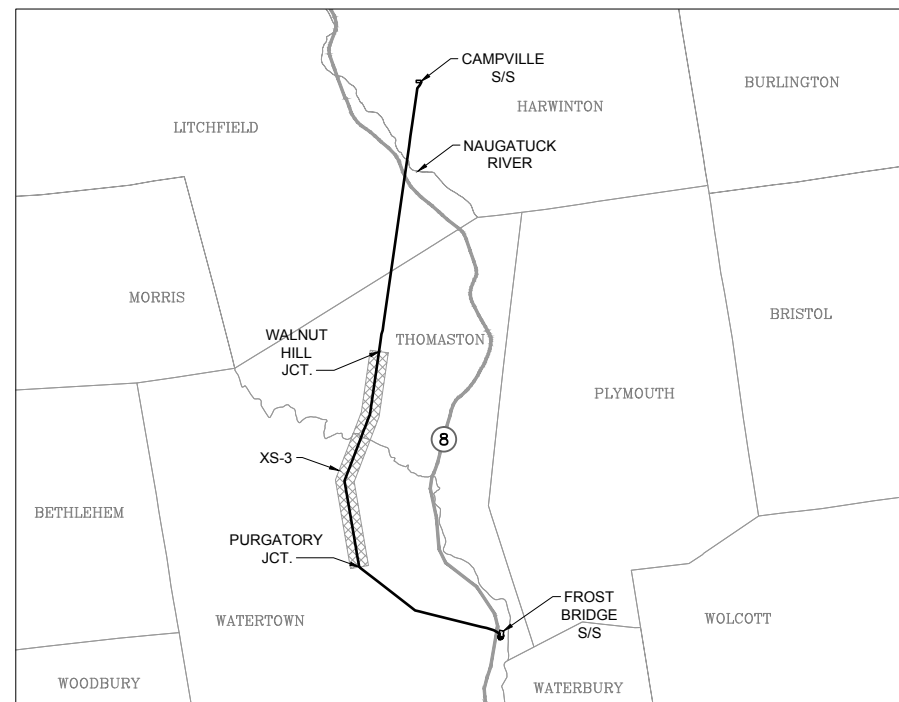 CAMPVILLE
S/S
BURLINGTON
HARWINTON
LITCHFIELD
NAUGATUCK
RIVER
MORRIS
BRISTOL
WALNUT
HILL
JCT.
THOMASTON
PLYMOUTH
8
XS-3
BETHLEHEM
PURGATORY
JCT.
FROST
BRIDGE
S/S
WATERTOWN
WOLCOTT
WOODBURY
WATERBURY